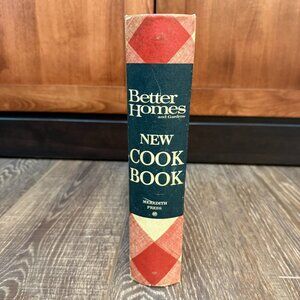 Better
Homes
and Gardens
NEW
COOK
BOOK
MEREDITH
PRESS